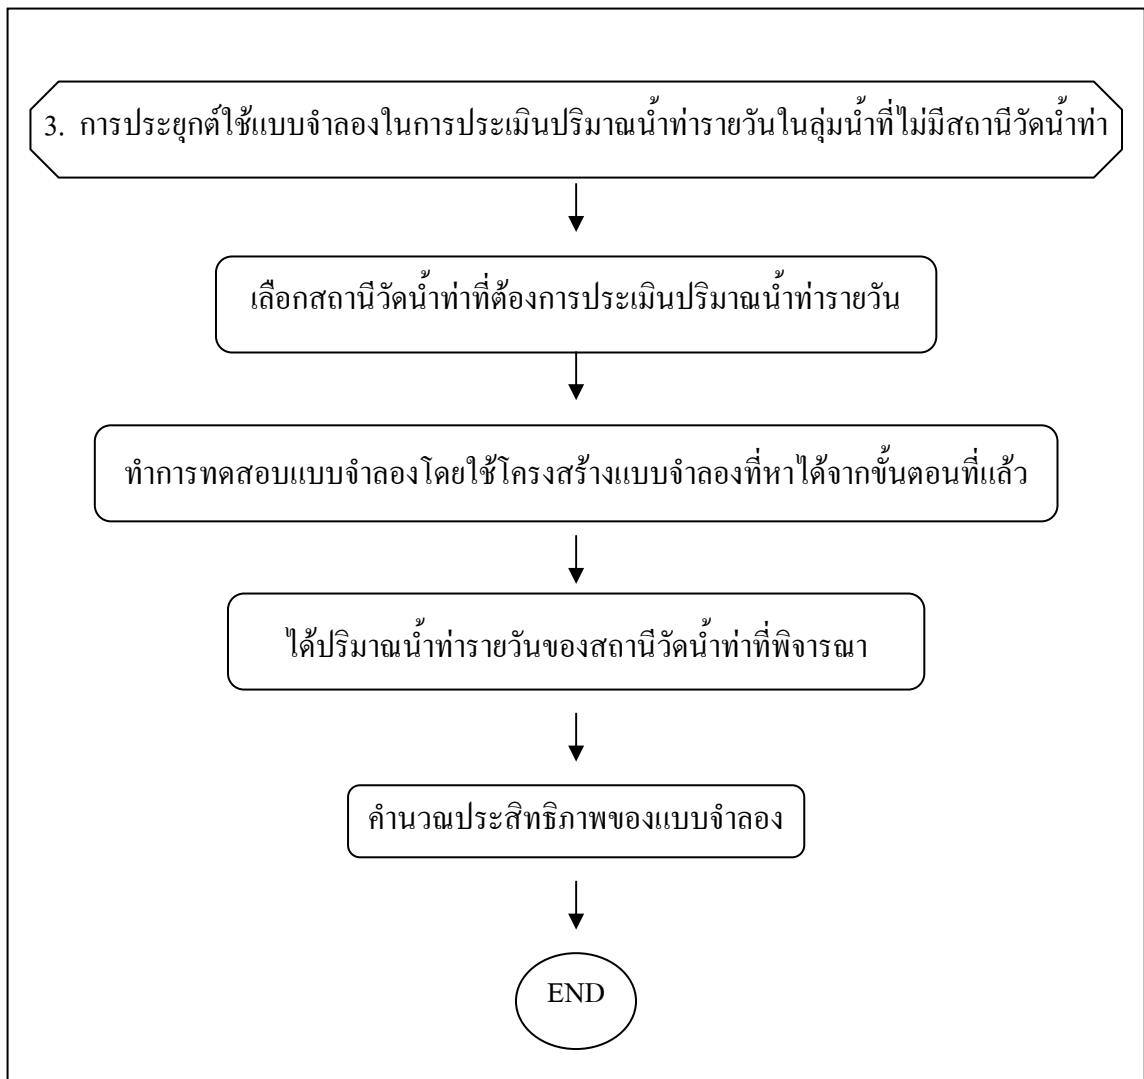 3. การประยุกต์ใช้แบบจำลองในการประเมินปริมาณน้ำท่ารายวันในลุ่มน้ำที่ไม่มีสถานีวัดน้ำท่า
เลือกสถานีวัดน้ำท่าที่ต้องการประเมินปริมาณน้ำท่ารายวัน
ทำการทดสอบแบบจำลองโดยใช้โครงสร้างแบบจำลองที่หาได้จากขั้นตอนที่แล้ว
ได้ปริมาณน้ำท่ารายวันของสถานีวัดน้ำท่าที่พิจารณา
คำนวณประสิทธิภาพของแบบจำลอง
END